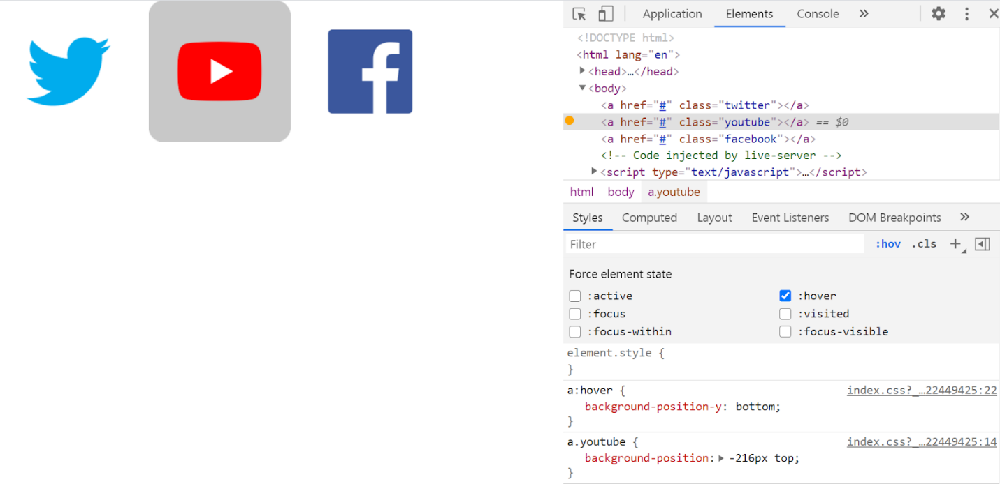 Application Elements Console »
<!DOCTYPE html>
<html lang="en">
<head>…</head>
<body>
<a href="#" class="twitter"></a>
<a href="#" class="youtube"></a> == $0
<a href="#" class="facebook"></a>
<!-- Code injected by live-server -->
<script type="text/javascript">…</script>
html body a.youtube
Styles Computed Layout Event Listeners DOM Breakpoints »
Filter :hov .cls +
Force element state
:active :hover
:focus :visited
:focus-within :focus-visible
element.style {
}
a:hover { index.css?_…22449425:22
background-position-y: bottom;
}
a.youtube { index.css?_…22449425:14
background-position: -216px top;
}